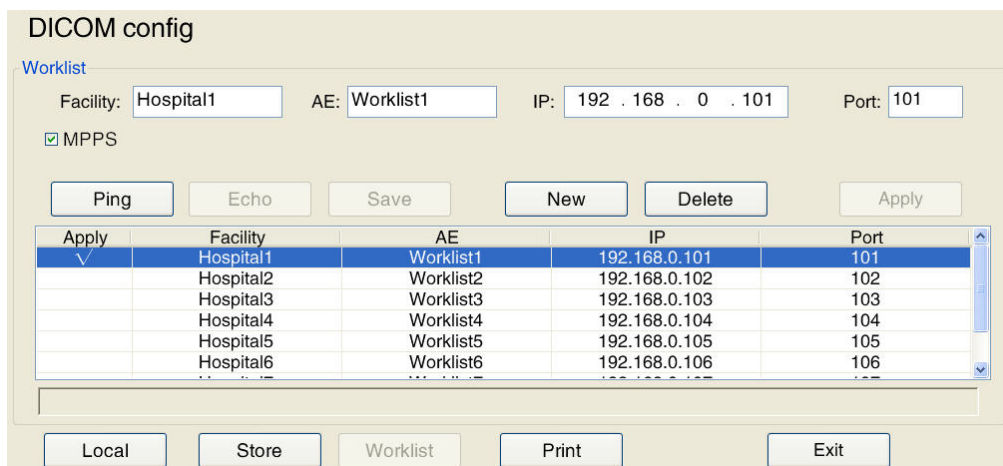 DICOM config
Worklist
Facility: Hospital1 AE: Worklist1 IP: 192 . 168 . 0 . 101 Port: 101
MPPS
Ping Echo Save New Delete Apply
Apply Facility AE IP Port
√ Hospital1 Worklist1 192.168.0.101 101
Hospital2 Worklist2 192.168.0.102 102
Hospital3 Worklist3 192.168.0.103 103
Hospital4 Worklist4 192.168.0.104 104
Hospital5 Worklist5 192.168.0.105 105
Hospital6 Worklist6 192.168.0.106 106
Local Store Worklist Print Exit